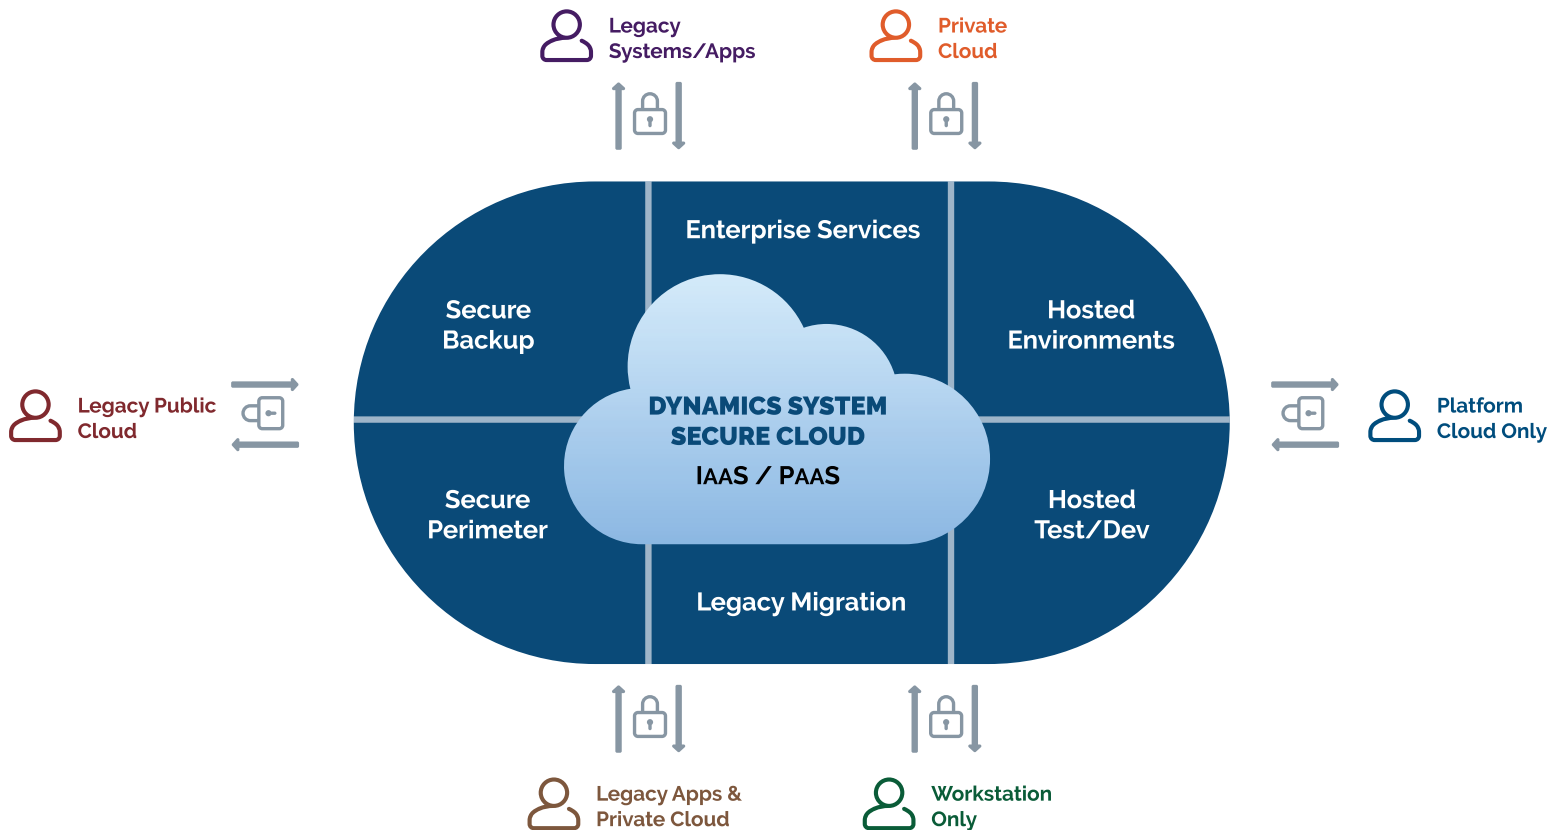 Legacy
Systems/Apps
Private
Cloud
Enterprise Services
Secure
Backup
Hosted
Environments
Legacy Public
Cloud
DYNAMICS SYSTEM
SECURE CLOUD
IAAS / PAAS
Platform
Cloud Only
Secure
Perimeter
Hosted
Test/Dev
Legacy Migration
Legacy Apps &
Private Cloud
Workstation
Only